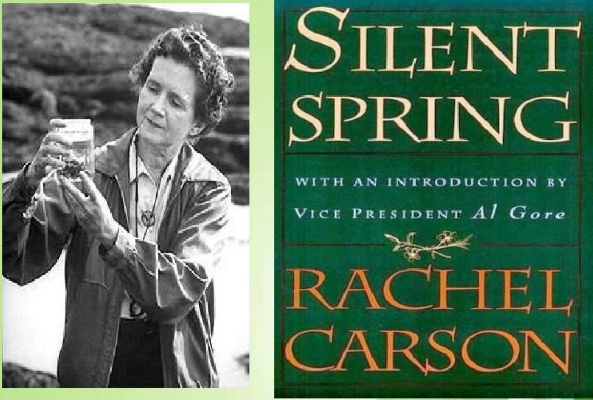 SILENT
SPRING
WITH AN INTRODUCTION BY
VICE PRESIDENT Al Gore
RACHEL
CARSON